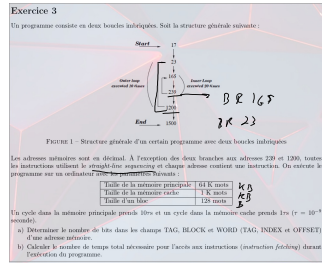 Exercice 3
Un programme consiste en deux boucles imbriquées. Soit la structure générale suivante :
Start
17
23
Outer loop
executed 10 times
165
Inner Loop
executed 20 times
239
BR 165
1200
BR 23
End
1500
FIGURE 1 – Structure générale d'un certain programme avec deux boucles imbriquées
Les adresses mémoires sont en décimal. À l'exception des deux branches aux adresses 239 et 1200, toutes
les instructions utilisent le straight-line sequencing et chaque adresse contient une instruction. On exécute le
programme sur un ordinateur avec les paramètres suivants :
Taille de la mémoire principale 64 K mots KB
Taille de la mémoire cache 1 K mots KB
Taille d'un bloc 128 mots B
Un cycle dans la mémoire principale prends 10τs et un cycle dans la mémoire cache prends 1τs (τ = 10⁻⁹
seconde).
a) Déterminer le nombre de bits dans les champs TAG, BLOCK et WORD (TAG, INDEX et OFFSET)
d'une adresse mémoire.
b) Calculer le nombre de temps total nécessaire pour l'accès aux instructions (instruction fetching) durant
l'exécution du programme.